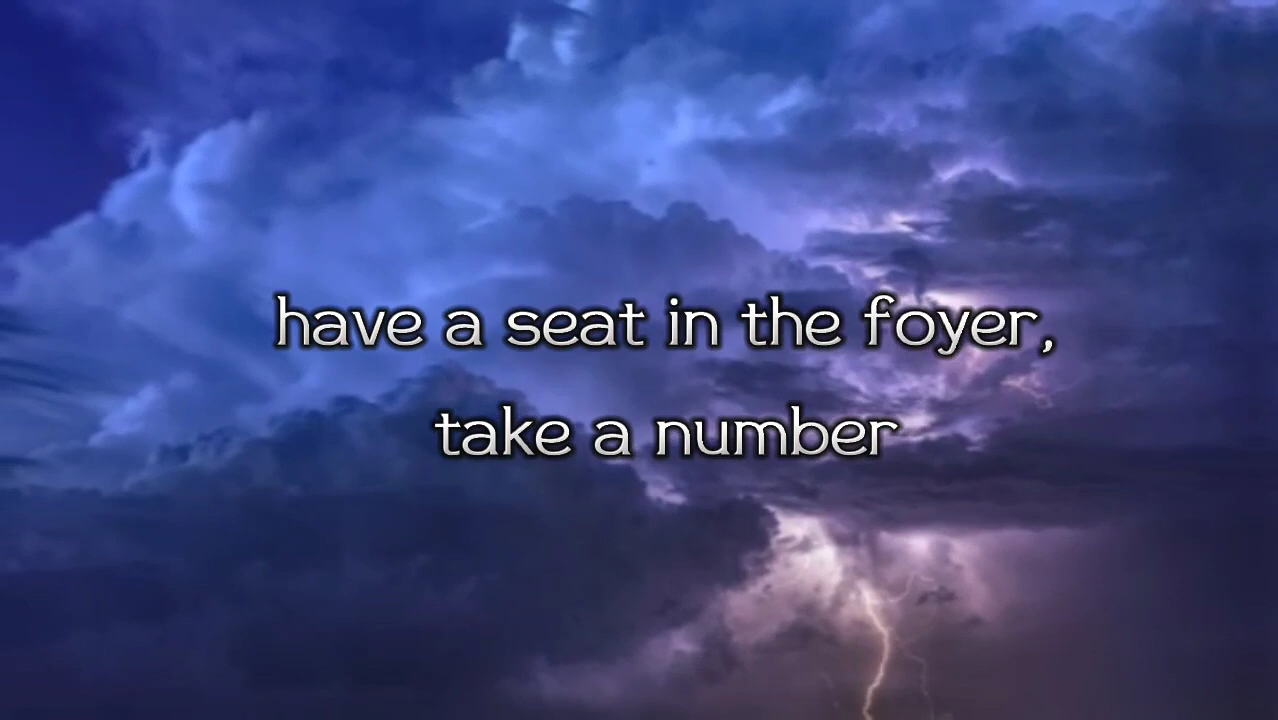 have a seat in the foyer,
take a number